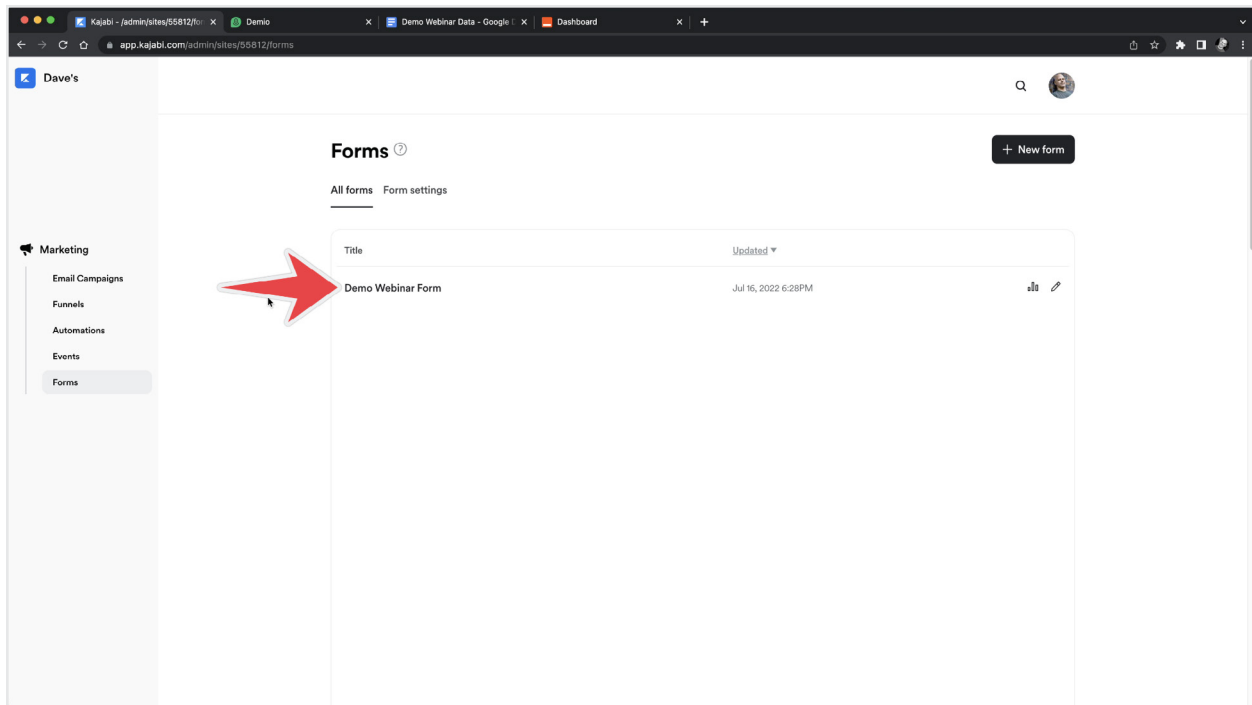 Kajabi - /admin/sites/55812/for
Demio
Demo Webinar Data - Google
Dashboard
app.kajabi.com/admin/sites/55812/forms
Dave's
Forms
+ New form
All forms Form settings
Marketing
Email Campaigns
Funnels
Automations
Events
Forms
Title Updated ▼
Demo Webinar Form Jul 16, 2022 6:28PM